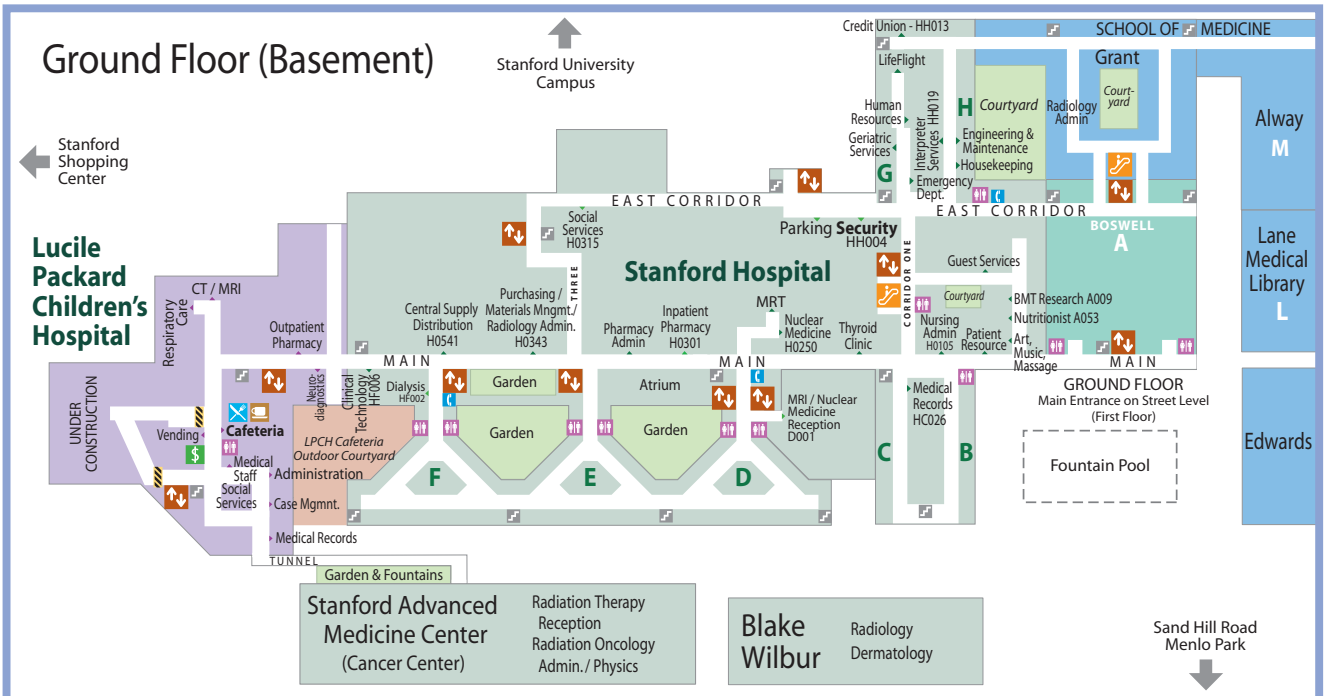 Ground Floor (Basement)
Stanford University
Campus
Stanford
Shopping
Center
Credit Union - HH013
SCHOOL OF MEDICINE
LifeFlight
Grant
Human
Resources
Geriatric
Services
G
Interpreter
Services HH019
H
Courtyard
Radiology
Admin
Court-
yard
Engineering &
Maintenance
Housekeeping
Emergency
Dept.
Alway
M
EAST CORRIDOR
EAST CORRIDOR
Social
Services
H0315
Parking Security
HH004
BOSWELL
A
Lane
Medical
Library
L
Lucile
Packard
Children's
Hospital
Stanford Hospital
THREE
CORRIDOR ONE
Guest Services
CT / MRI
Respiratory
Care
Outpatient
Pharmacy
Central Supply
Distribution
H0541
Purchasing /
Materials Mngmt./
Radiology Admin.
H0343
Pharmacy
Admin
Inpatient
Pharmacy
H0301
MRT
Nuclear
Medicine
H0250
Thyroid
Clinic
Courtyard
Nursing
Admin
H0105
Patient
Resource
BMT Research A009
Nutritionist A053
Art,
Music,
Massage
MAIN
MAIN
MAIN
UNDER
CONSTRUCTION
Neuro-
diagnostics
Clinical
Technology
HF006
Dialysis
HF002
Garden
Atrium
Garden
Garden
MRI / Nuclear
Medicine
Reception
D001
Medical
Records
HC026
GROUND FLOOR
Main Entrance on Street Level
(First Floor)
Fountain Pool
Edwards
Vending
Cafeteria
$
LPCH Cafeteria
Outdoor Courtyard
Medical
Staff
Administration
Social
Services
Case Mgmnt.
Medical Records
F
E
D
C
B
TUNNEL
Garden & Fountains
Stanford Advanced
Medicine Center
(Cancer Center)
Radiation Therapy
Reception
Radiation Oncology
Admin./ Physics
Blake
Wilbur
Radiology
Dermatology
Sand Hill Road
Menlo Park